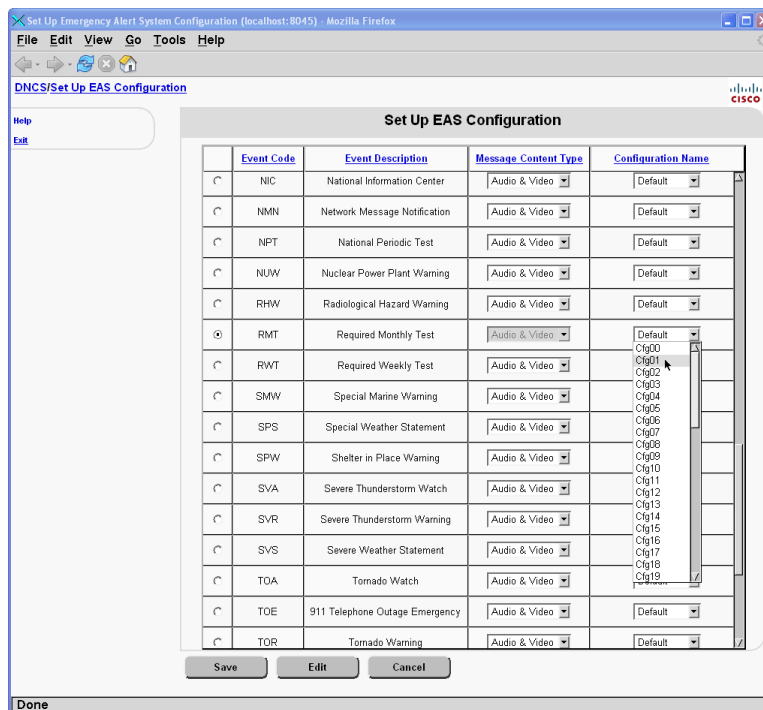 Set Up Emergency Alert System Configuration (localhost:8045) - Mozilla Firefox
File Edit View Go Tools Help
DNCS/Set Up EAS Configuration
CISCO
Help
Exit
Set Up EAS Configuration
Event Code Event Description Message Content Type Configuration Name
NIC National Information Center Audio & Video Default
NMN Network Message Notification Audio & Video Default
NPT National Periodic Test Audio & Video Default
NUW Nuclear Power Plant Warning Audio & Video Default
RHW Radiological Hazard Warning Audio & Video Default
RMT Required Monthly Test Audio & Video Default
Cfg00
Cfg01
RWT Required Weekly Test Audio & Video
Cfg02
Cfg03
SMW Special Marine Warning Audio & Video
Cfg04
Cfg05
Cfg06
SPS Special Weather Statement Audio & Video
Cfg07
Cfg08
SPW Shelter in Place Warning Audio & Video
Cfg09
Cfg10
Cfg11
SVA Severe Thunderstorm Watch Audio & Video
Cfg12
Cfg13
SVR Severe Thunderstorm Warning Audio & Video
Cfg14
Cfg15
Cfg16
SVS Severe Weather Statement Audio & Video
Cfg17
Cfg18
Cfg19
TOA Tornado Watch Audio & Video
TOE 911 Telephone Outage Emergency Audio & Video Default
TOR Tornado Warning Audio & Video Default
Save Edit Cancel
Done